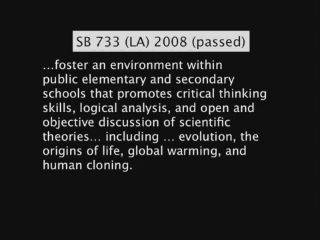 SB 733 (LA) 2008 (passed)
…foster an environment within
public elementary and secondary
schools that promotes critical thinking
skills, logical analysis, and open and
objective discussion of scientific
theories… including … evolution, the
origins of life, global warming, and
human cloning.